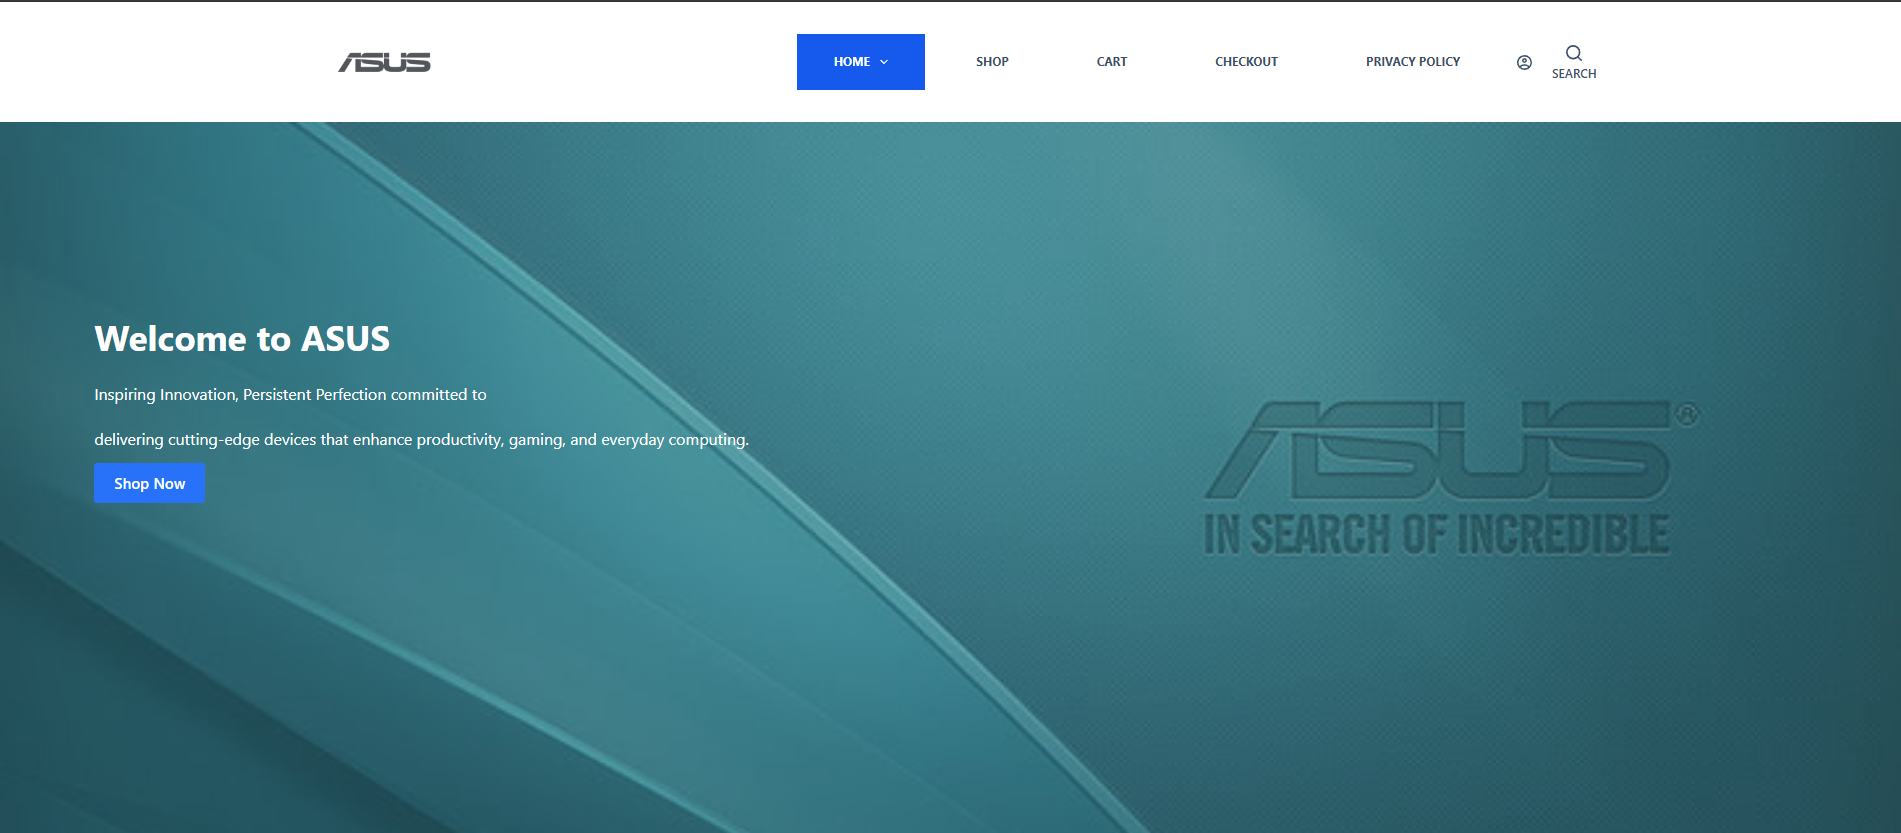 ASUS
HOME
SHOP
CART
CHECKOUT
PRIVACY POLICY
SEARCH
Welcome to ASUS
Inspiring Innovation, Persistent Perfection committed to
delivering cutting-edge devices that enhance productivity, gaming, and everyday computing.
Shop Now
ASUS®
IN SEARCH OF INCREDIBLE